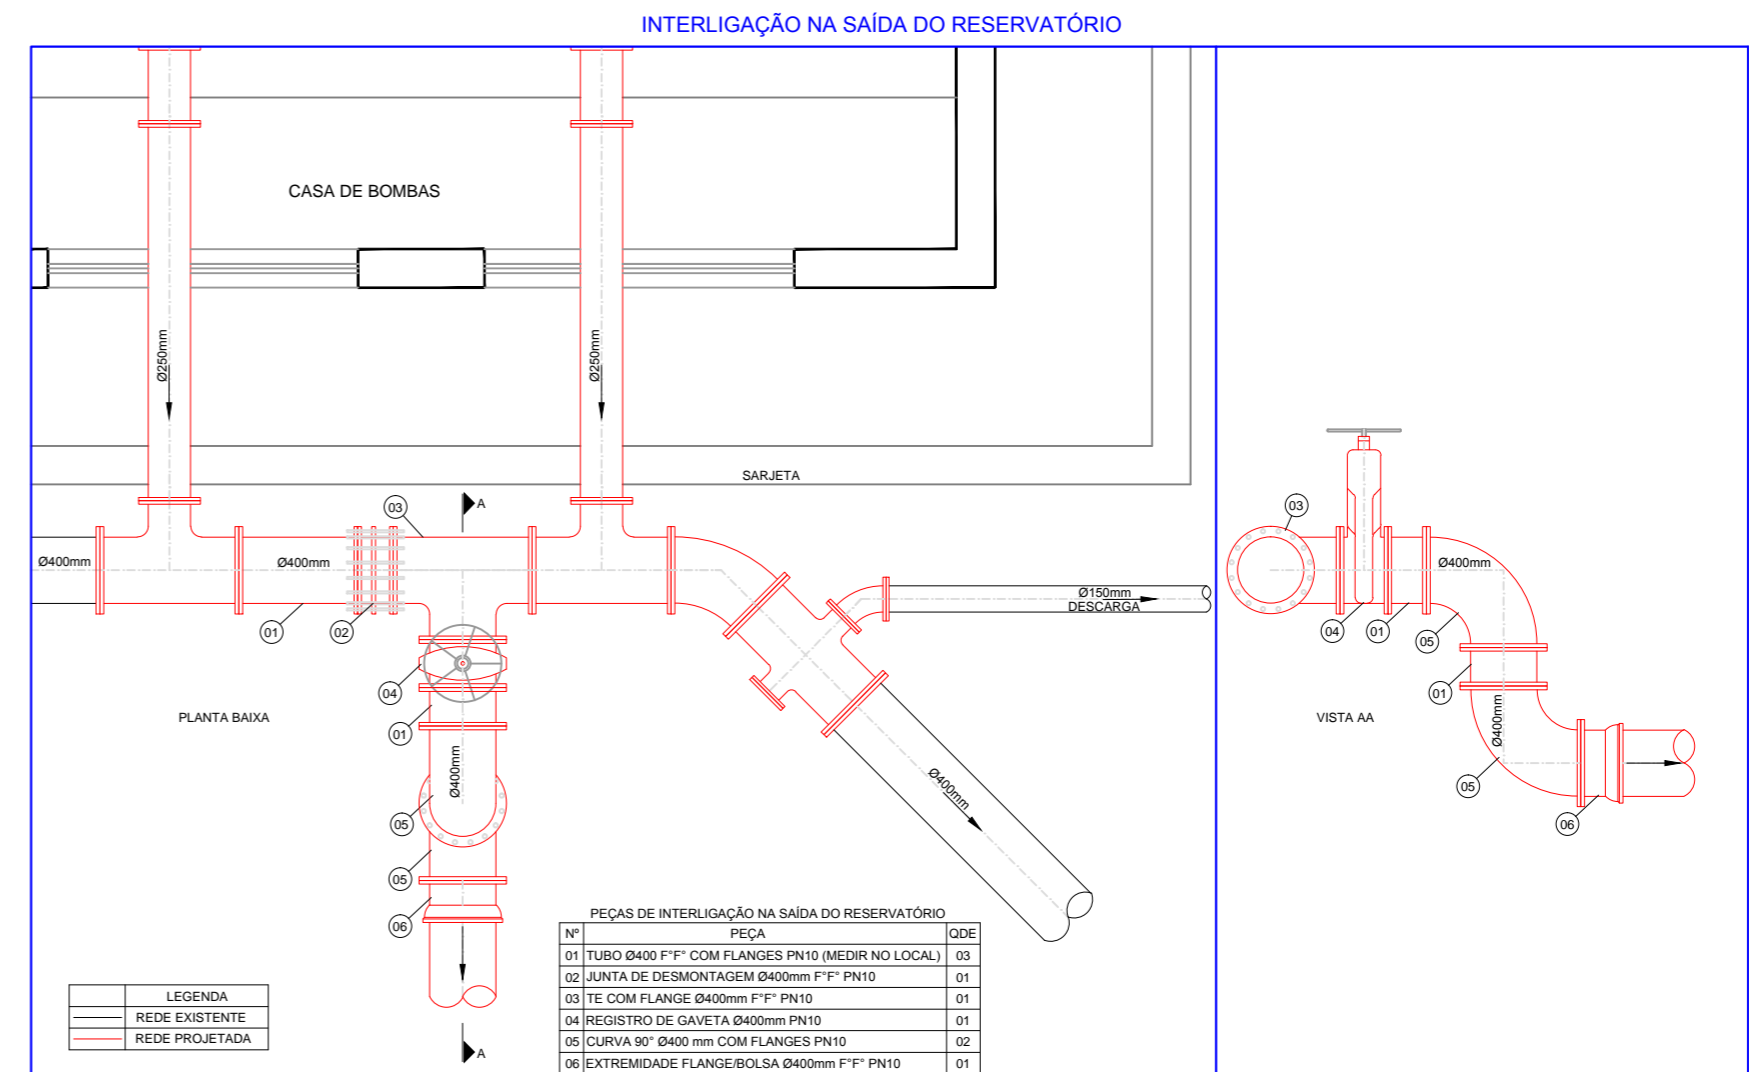 INTERLIGAÇÃO NA SAÍDA DO RESERVATÓRIO
CASA DE BOMBAS
Ø250mm
Ø250mm
SARJETA
A
03
Ø400mm
Ø400mm
01
02
Ø150mm
DESCARGA
04
01
PLANTA BAIXA
Ø400mm
Ø400mm
05
05
06
A
03
Ø400mm
04
01
05
01
VISTA AA
Ø400mm
05
06
PEÇAS DE INTERLIGAÇÃO NA SAÍDA DO RESERVATÓRIO
Nº PEÇA QDE
01 TUBO Ø400 F°F° COM FLANGES PN10 (MEDIR NO LOCAL) 03
02 JUNTA DE DESMONTAGEM Ø400mm F°F° PN10 01
03 TE COM FLANGE Ø400mm F°F° PN10 01
04 REGISTRO DE GAVETA Ø400mm PN10 01
05 CURVA 90° Ø400 mm COM FLANGES PN10 02
06 EXTREMIDADE FLANGE/BOLSA Ø400mm F°F° PN10 01
LEGENDA
REDE EXISTENTE
REDE PROJETADA